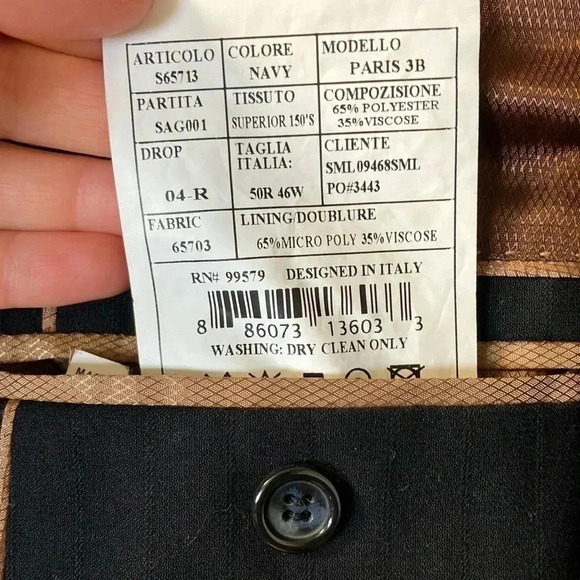 ARTICOLO COLORE MODELLO
S65713 NAVY PARIS 3B
PARTITA TISSUTO COMPOZISIONE
65% POLYESTER
SAG001 SUPERIOR 150'S 35%VISCOSE
DROP TAGLIA CLIENTE
ITALIA: SML09468SML
04-R 50R 46W PO#3443
FABRIC LINING/DOUBLURE
65703 65%MICRO POLY 35%VISCOSE
RN# 99579 DESIGNED IN ITALY
8 86073 13603 3
WASHING: DRY CLEAN ONLY